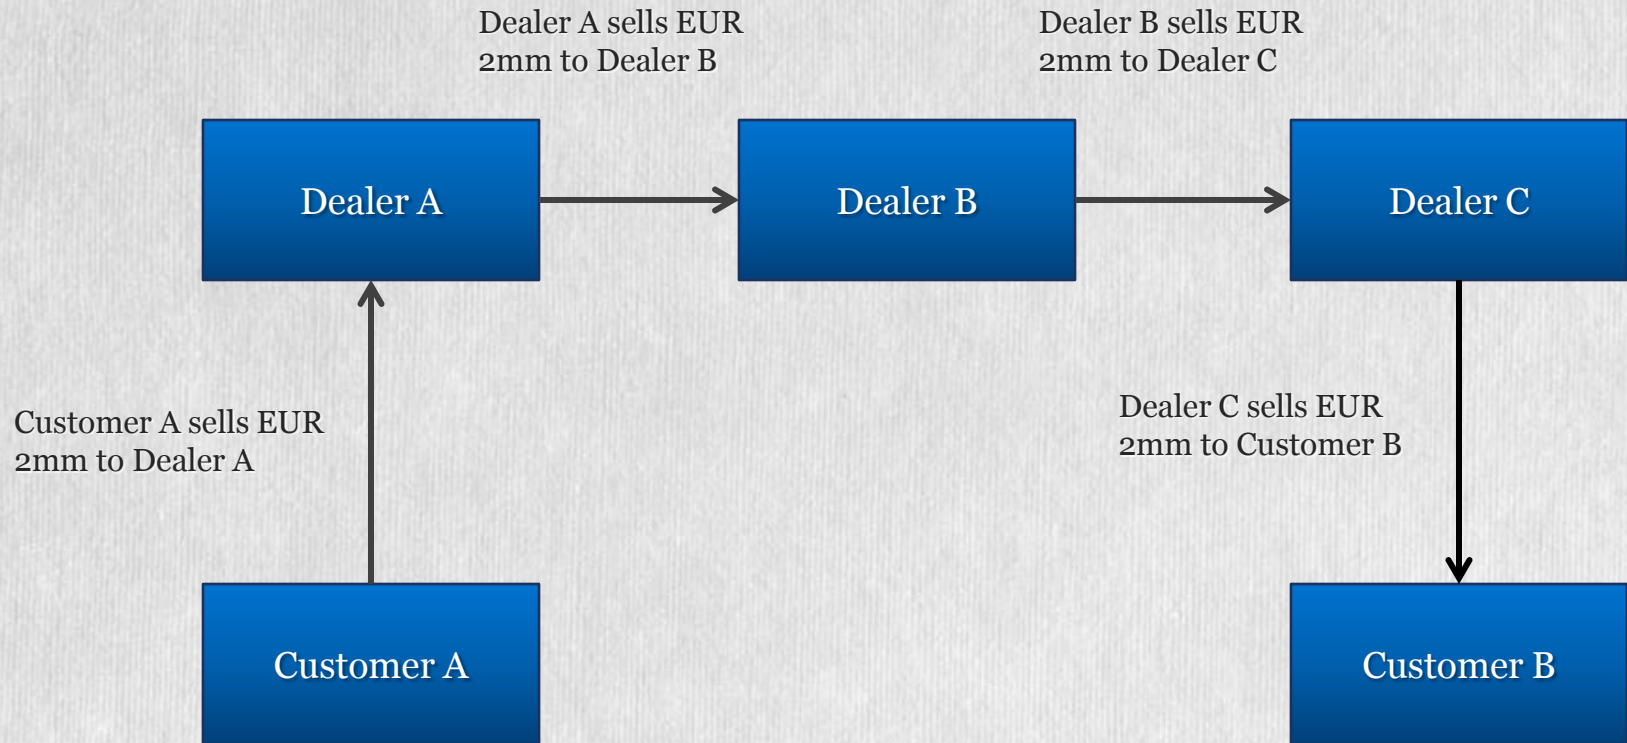 Dealer A sells EUR
2mm to Dealer B
Dealer B sells EUR
2mm to Dealer C
Dealer A
Dealer B
Dealer C
Customer A sells EUR
2mm to Dealer A
Dealer C sells EUR
2mm to Customer B
Customer A
Customer B